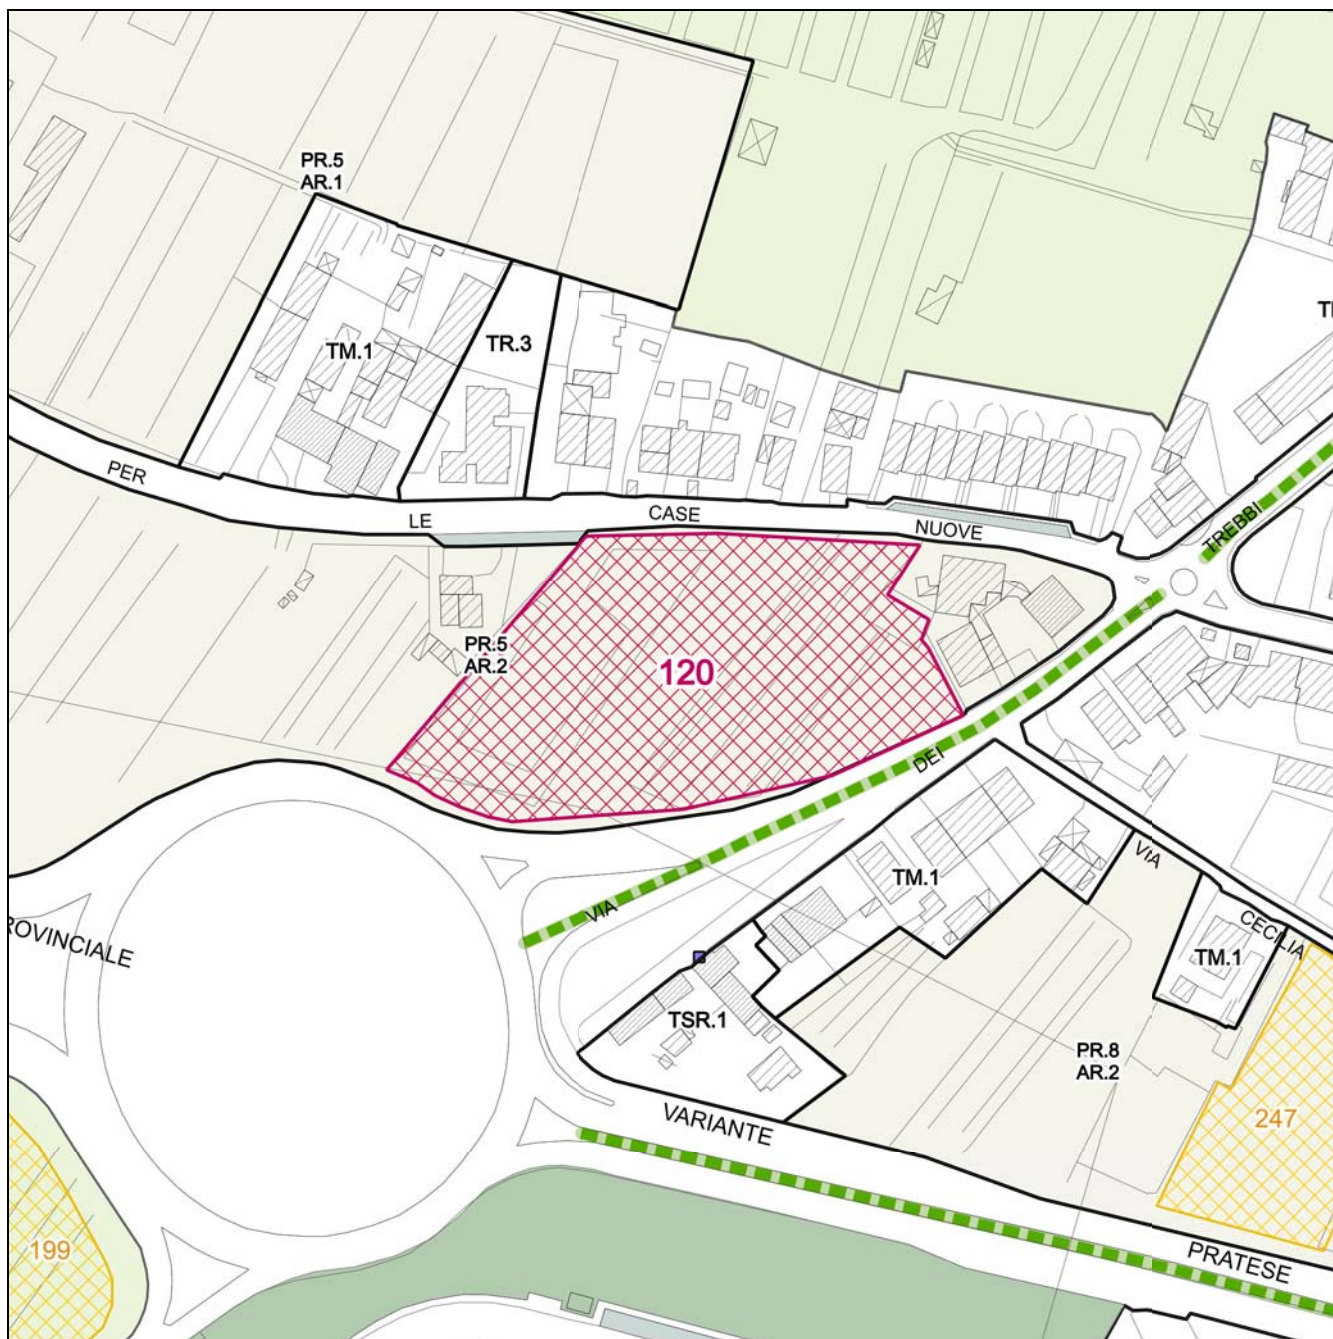 PR.5
AR.1
TM.1
TR.3
PER
LE
CASE
NUOVE
TREBBI
PR.5
AR.2
120
DEI
VIA
TM.1
VIA
CECILIA
TM.1
ROVINCIALE
TSR.1
PR.8
AR.2
VARIANTE
247
199
PRATESE